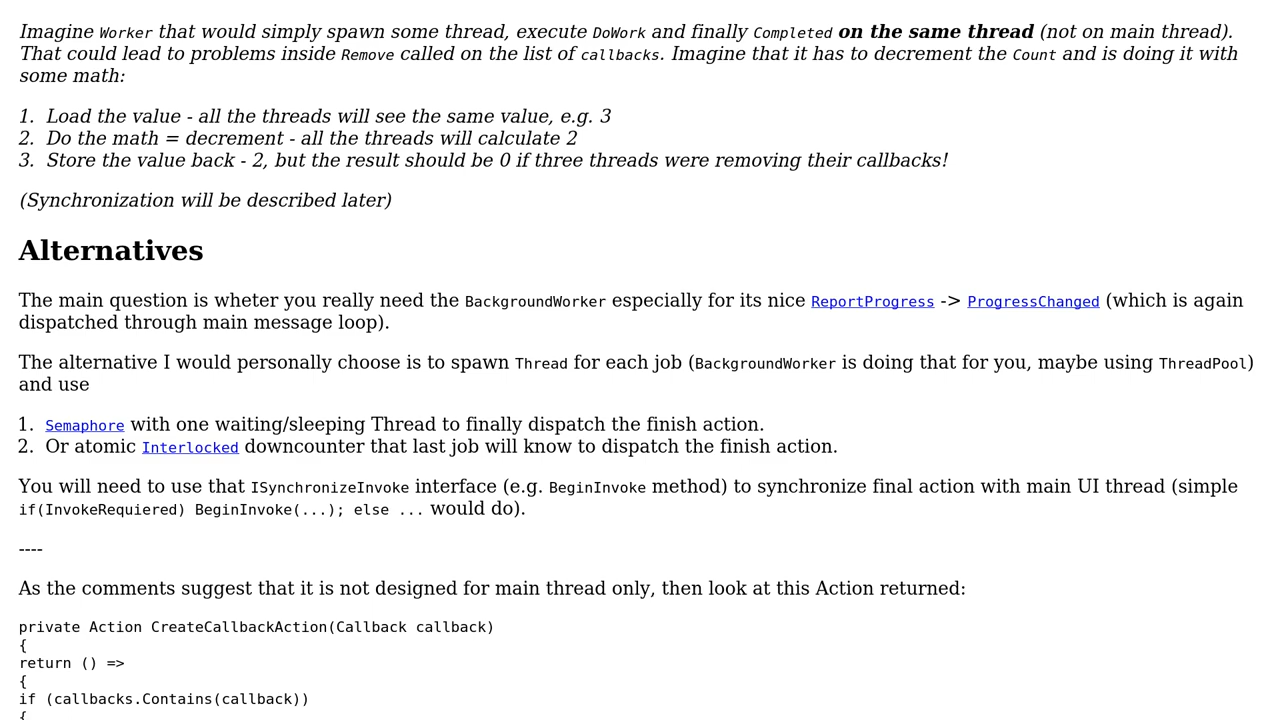 Imagine Worker that would simply spawn some thread, execute DoWork and finally Completed on the same thread (not on main thread).
That could lead to problems inside Remove called on the list of callbacks. Imagine that it has to decrement the Count and is doing it with
some math:
1. Load the value - all the threads will see the same value, e.g. 3
2. Do the math = decrement - all the threads will calculate 2
3. Store the value back - 2, but the result should be 0 if three threads were removing their callbacks!
(Synchronization will be described later)
Alternatives
The main question is wheter you really need the BackgroundWorker especially for its nice ReportProgress -> ProgressChanged (which is again
dispatched through main message loop).
The alternative I would personally choose is to spawn Thread for each job (BackgroundWorker is doing that for you, maybe using ThreadPool)
and use
1. Semaphore with one waiting/sleeping Thread to finally dispatch the finish action.
2. Or atomic Interlocked downcounter that last job will know to dispatch the finish action.
You will need to use that ISynchronizeInvoke interface (e.g. BeginInvoke method) to synchronize final action with main UI thread (simple
if(InvokeRequiered) BeginInvoke(...); else ... would do).
----
As the comments suggest that it is not designed for main thread only, then look at this Action returned:
private Action CreateCallbackAction(Callback callback)
{
return () =>
{
if (callbacks.Contains(callback))
{